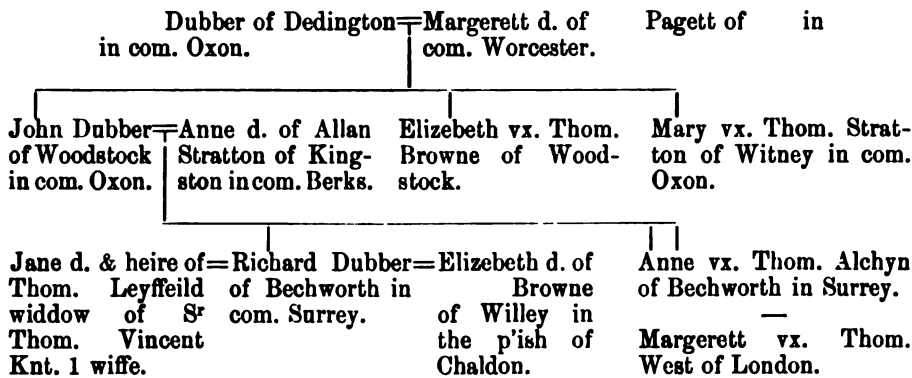 Dubber of Dedington=Margerett d. of Pagett of in
in com. Oxon. com. Worcester.
John Dubber=Anne d. of Allan
of Woodstock Stratton of King-
in com. Oxon. ston in com. Berks.
Elizebeth vx. Thom.
Browne of Wood-
stock.
Mary vx. Thom. Strat-
ton of Witney in com.
Oxon.
Jane d. & heire of=
Thom. Leyffeild
widdow of Sr
Thom. Vincent
Knt. 1 wiffe.
Richard Dubber=
of Bechworth in
com. Surrey.
Elizebeth d. of
Browne
of Willey in
the p'ish of
Chaldon.
Anne vx. Thom. Alchyn
of Bechworth in Surrey.
—
Margerett vx. Thom.
West of London.